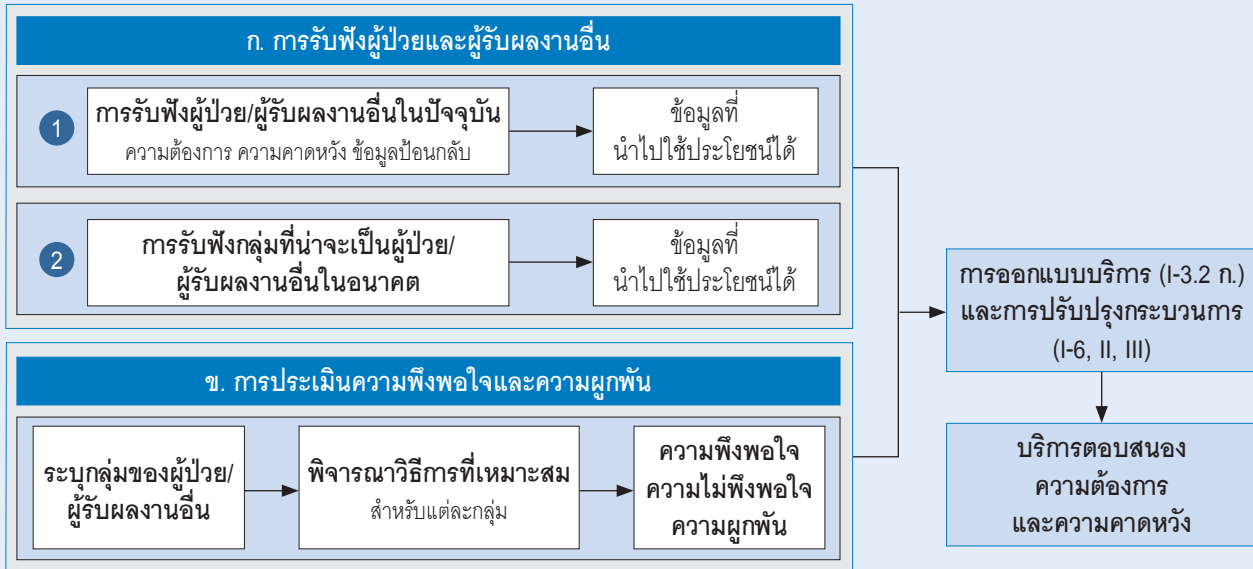 ก. การรับฟังผู้ป่วยและผู้รับผลงานอื่น
1
การรับฟังผู้ป่วย/ผู้รับผลงานอื่นในปัจจุบัน
ความต้องการ ความคาดหวัง ข้อมูลป้อนกลับ
ข้อมูลที่
นำไปใช้ประโยชน์ได้
2
การรับฟังกลุ่มที่น่าจะเป็นผู้ป่วย/
ผู้รับผลงานอื่นในอนาคต
ข้อมูลที่
นำไปใช้ประโยชน์ได้
ข. การประเมินความพึงพอใจและความผูกพัน
ระบุกลุ่มของผู้ป่วย/
ผู้รับผลงานอื่น
พิจารณาวิธีการที่เหมาะสม
สำหรับแต่ละกลุ่ม
ความพึงพอใจ
ความไม่พึงพอใจ
ความผูกพัน
การออกแบบบริการ (I-3.2 ก.)
และการปรับปรุงกระบวนการ
(I-6, II, III)
บริการตอบสนอง
ความต้องการ
และความคาดหวัง